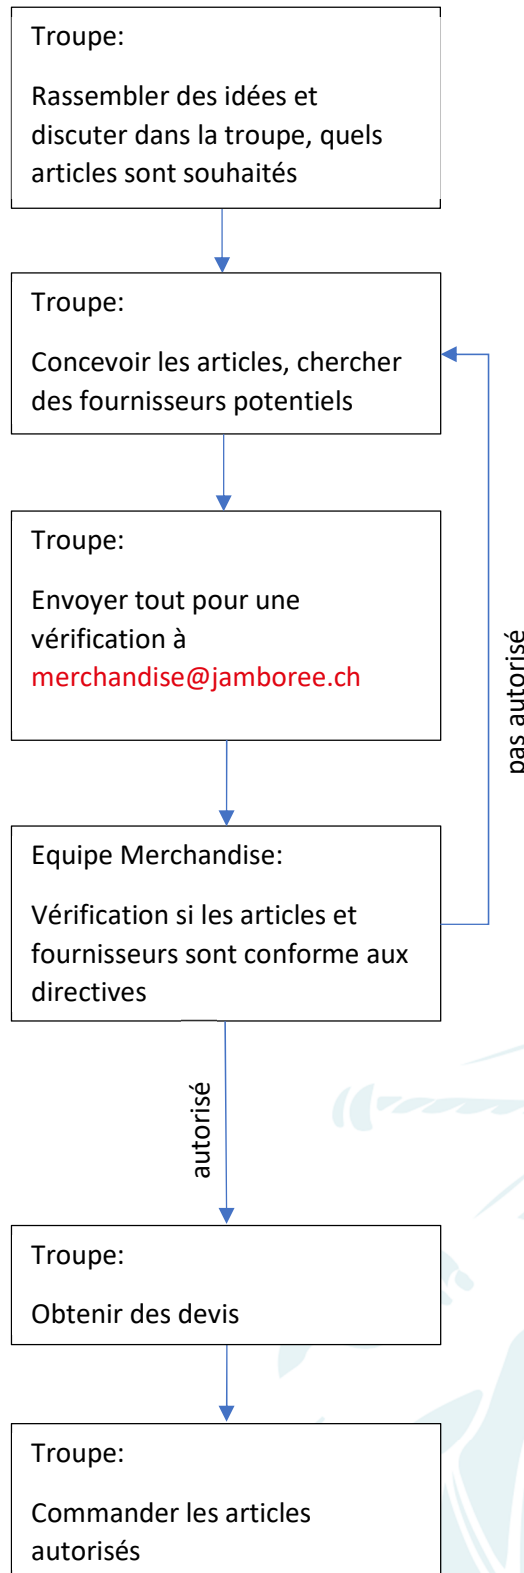 Troupe:
Rassembler des idées et
discuter dans la troupe, quels
articles sont souhaités
Troupe:
Concevoir les articles, chercher
des fournisseurs potentiels
Troupe:
Envoyer tout pour une
vérification à
merchandise@jamboree.ch
pas autorisé
Equipe Merchandise:
Vérification si les articles et
fournisseurs sont conforme aux
directives
autorisé
Troupe:
Obtenir des devis
Troupe:
Commander les articles
autorisés